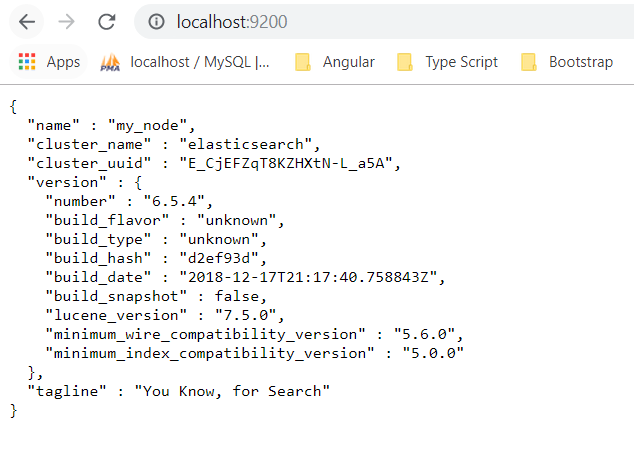 localhost:9200
Apps
PMA
localhost / MySQL |...
Angular
Type Script
Bootstrap
{
  "name" : "my_node",
  "cluster_name" : "elasticsearch",
  "cluster_uuid" : "E_CjEFZqT8KZHXtN-L_a5A",
  "version" : {
    "number" : "6.5.4",
    "build_flavor" : "unknown",
    "build_type" : "unknown",
    "build_hash" : "d2ef93d",
    "build_date" : "2018-12-17T21:17:40.758843Z",
    "build_snapshot" : false,
    "lucene_version" : "7.5.0",
    "minimum_wire_compatibility_version" : "5.6.0",
    "minimum_index_compatibility_version" : "5.0.0"
  },
  "tagline" : "You Know, for Search"
}